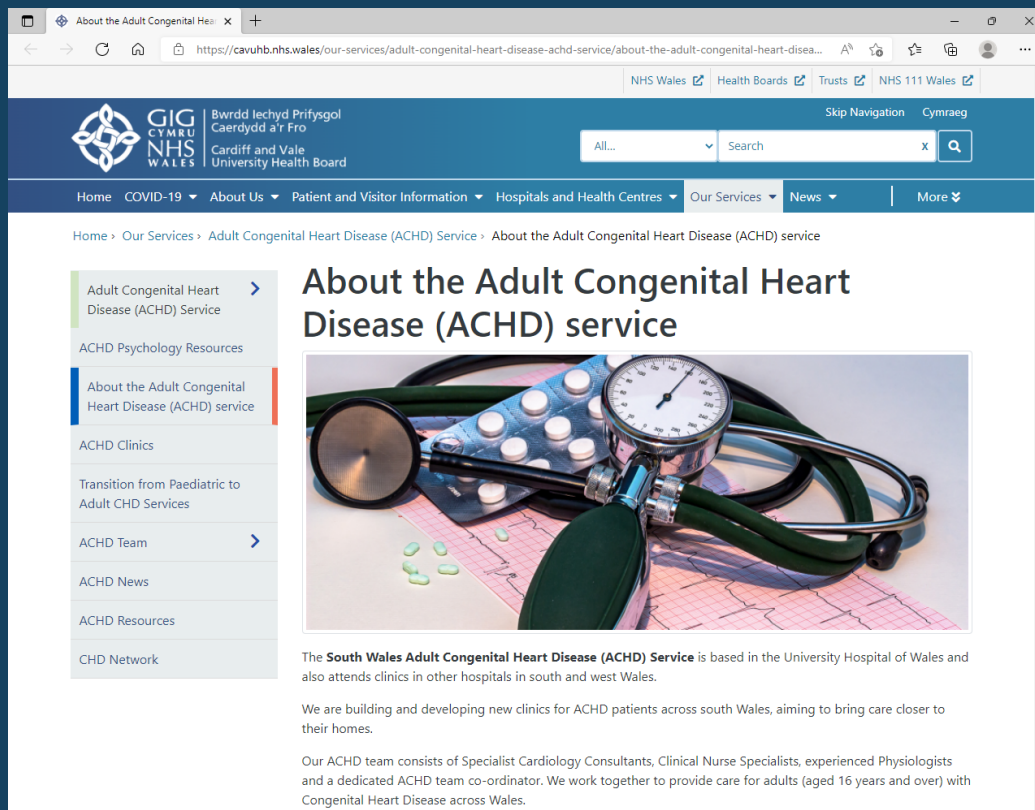 About the Adult Congenital Hear
https://cavuhb.nhs.wales/our-services/adult-congenital-heart-disease-achd-service/about-the-adult-congenital-heart-disea...
NHS Wales
Health Boards
Trusts
NHS 111 Wales
Skip Navigation
Cymraeg
GIG
CYMRU
NHS
WALES
Bwrdd Iechyd Prifysgol
Caerdydd a'r Fro
Cardiff and Vale
University Health Board
All...
Search
x
Home COVID-19 About Us Patient and Visitor Information Hospitals and Health Centres Our Services News More
Home › Our Services › Adult Congenital Heart Disease (ACHD) Service › About the Adult Congenital Heart Disease (ACHD) service
Adult Congenital Heart
Disease (ACHD) Service
ACHD Psychology Resources
About the Adult Congenital
Heart Disease (ACHD) service
ACHD Clinics
Transition from Paediatric to
Adult CHD Services
ACHD Team
ACHD News
ACHD Resources
CHD Network
About the Adult Congenital Heart
Disease (ACHD) service
The South Wales Adult Congenital Heart Disease (ACHD) Service is based in the University Hospital of Wales and
also attends clinics in other hospitals in south and west Wales.
We are building and developing new clinics for ACHD patients across south Wales, aiming to bring care closer to
their homes.
Our ACHD team consists of Specialist Cardiology Consultants, Clinical Nurse Specialists, experienced Physiologists
and a dedicated ACHD team co-ordinator. We work together to provide care for adults (aged 16 years and over) with
Congenital Heart Disease across Wales.